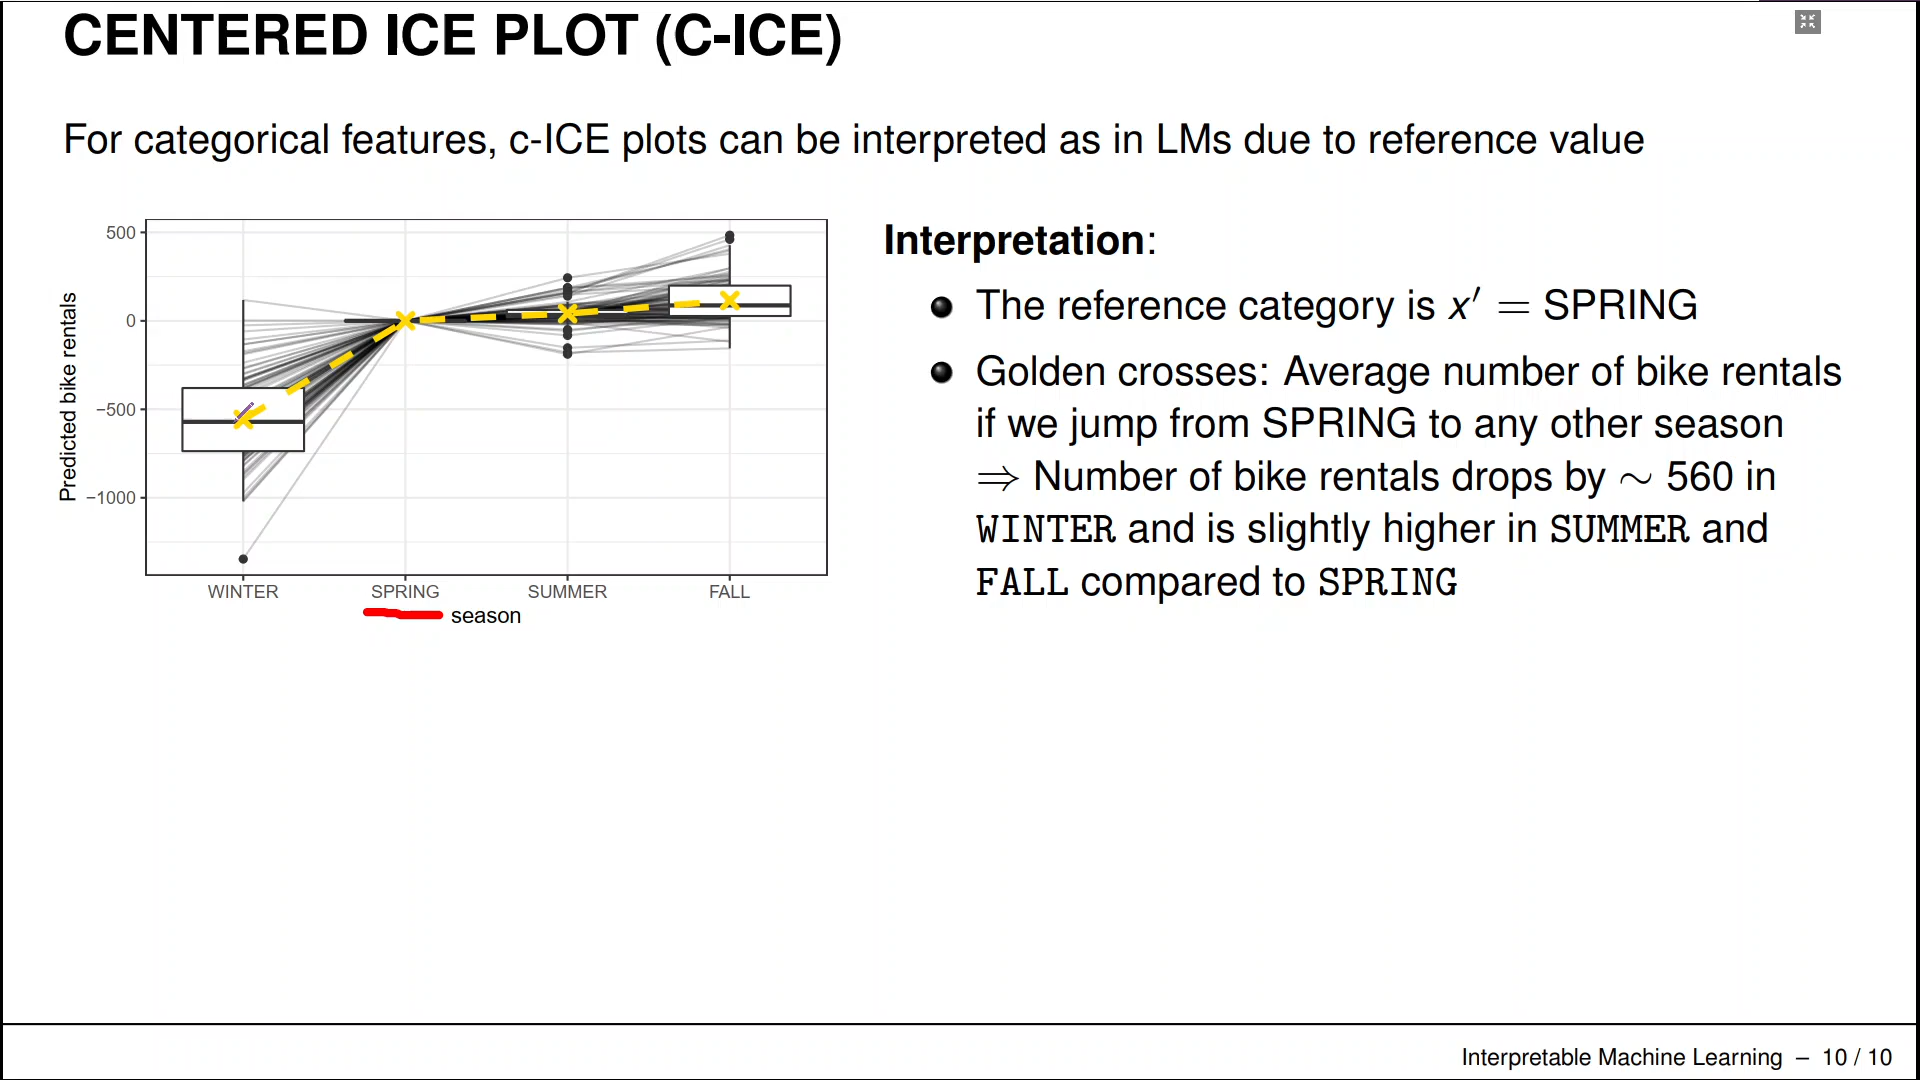 CENTERED ICE PLOT (C-ICE)
For categorical features, c-ICE plots can be interpreted as in LMs due to reference value
500
0
−500
−1000
Predicted bike rentals
WINTER
SPRING
SUMMER
FALL
season
Interpretation:
The reference category is x′ = SPRING
Golden crosses: Average number of bike rentals
if we jump from SPRING to any other season
⇒ Number of bike rentals drops by ∼ 560 in
WINTER and is slightly higher in SUMMER and
FALL compared to SPRING
Interpretable Machine Learning – 10 / 10